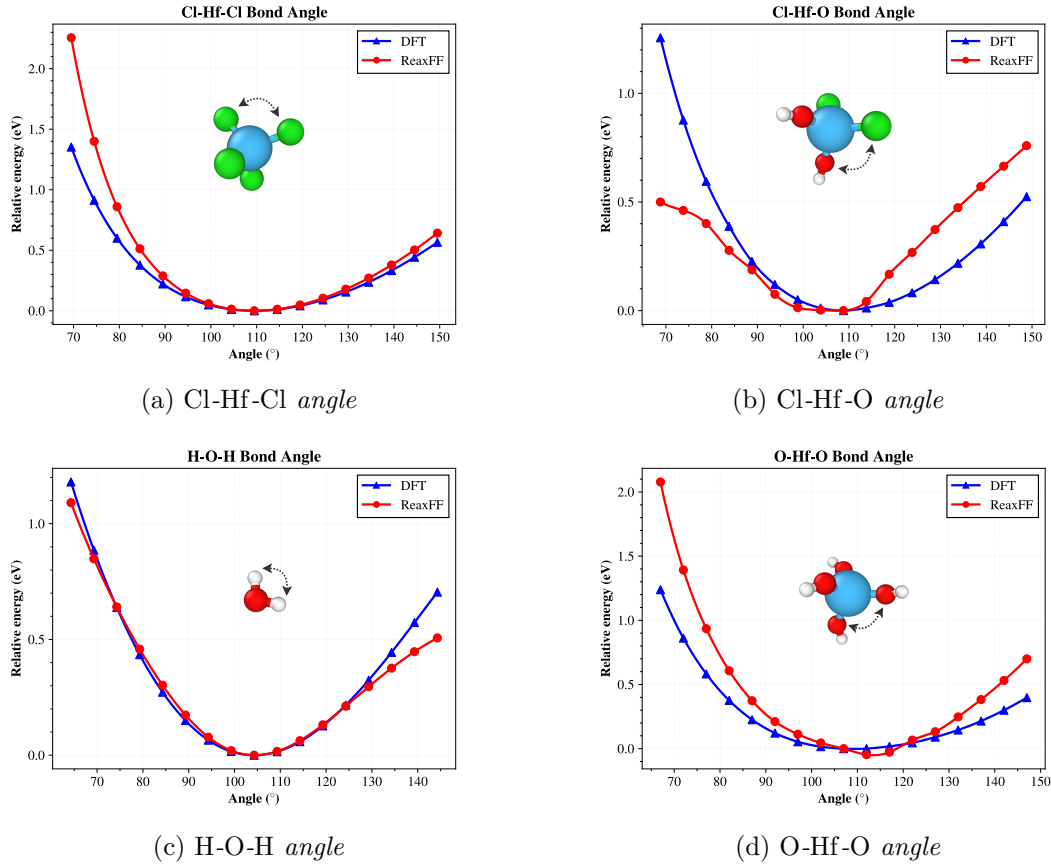 Cl-Hf-Cl Bond Angle
DFT
ReaxFF
Relative energy (eV)
2.0
1.5
1.0
0.5
0.0
70 80 90 100 110 120 130 140 150
Angle (°)
(a) Cl-Hf-Cl angle
Cl-Hf-O Bond Angle
DFT
ReaxFF
Relative energy (eV)
1.0
0.5
0.0
70 80 90 100 110 120 130 140 150
Angle (°)
(b) Cl-Hf-O angle
H-O-H Bond Angle
DFT
ReaxFF
Relative energy (eV)
1.0
0.5
0.0
70 80 90 100 110 120 130 140
Angle (°)
(c) H-O-H angle
O-Hf-O Bond Angle
DFT
ReaxFF
Relative energy (eV)
2.0
1.5
1.0
0.5
0.0
70 80 90 100 110 120 130 140 150
Angle (°)
(d) O-Hf-O angle